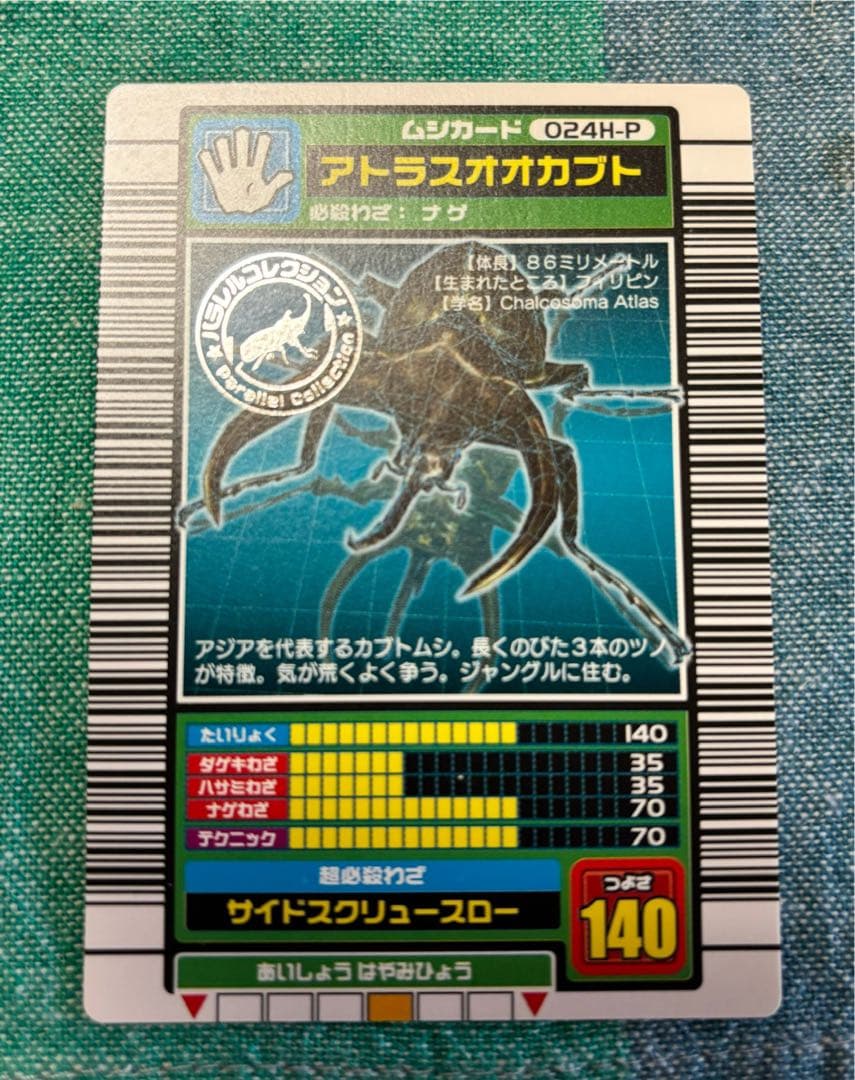 ムシカード 024H-P
アトラスオオカブト
必殺わざ： ナゲ
【体長】86ミリメートル
【生まれたところ】フィリピン
【学名】Chalcosoma Atlas
★パラレルコレクション★
Parallel Collection
アジアを代表するカブトムシ。長くのびた3本のツノ
が特徴。気が荒くよく争う。ジャングルに住む。
たいりょく 140
ダゲキわざ 35
ハサミわざ 35
ナゲわざ 70
テクニック 70
超必殺わざ
サイドスクリュースロー
つよさ
140
あいしょうはやみひょう